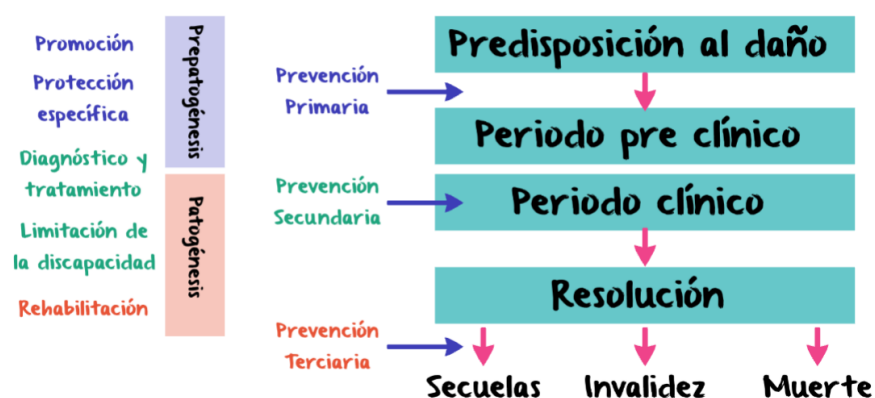 Promoción
Protección
específica
Diagnóstico y
tratamiento
Limitación de
la discapacidad
Rehabilitación
Prepatogénesis
Patogénesis
Prevención
Primaria
Prevención
Secundaria
Prevención
Terciaria
Predisposición al daño
Periodo pre clínico
Periodo clínico
Resolución
Secuelas
Invalidez
Muerte